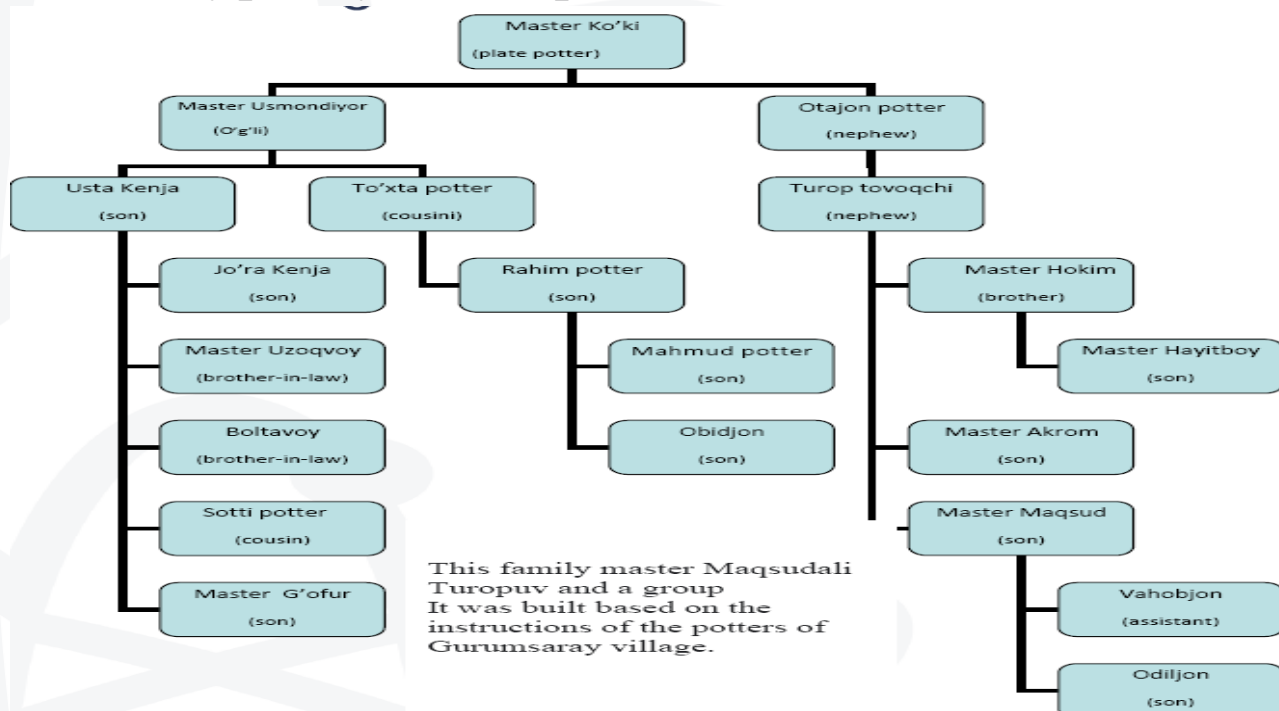 Master Ko’ki
(plate potter)
Master Usmondiyor
(O’g’li)
Otajon potter
(nephew)
Usta Kenja
(son)
To’xta potter
(cousini)
Turop tovoqchi
(nephew)
Jo’ra Kenja
(son)
Rahim potter
(son)
Master Hokim
(brother)
Master Uzoqvoy
(brother-in-law)
Mahmud potter
(son)
Master Hayitboy
(son)
Boltavoy
(brother-in-law)
Obidjon
(son)
Master Akrom
(son)
Sotti potter
(cousin)
Master Maqsud
(son)
Master G’ofur
(son)
This family master Maqsudali
Turopuv and a group
It was built based on the
instructions of the potters of
Gurumsaray village.
Vahobjon
(assistant)
Odiljon
(son)